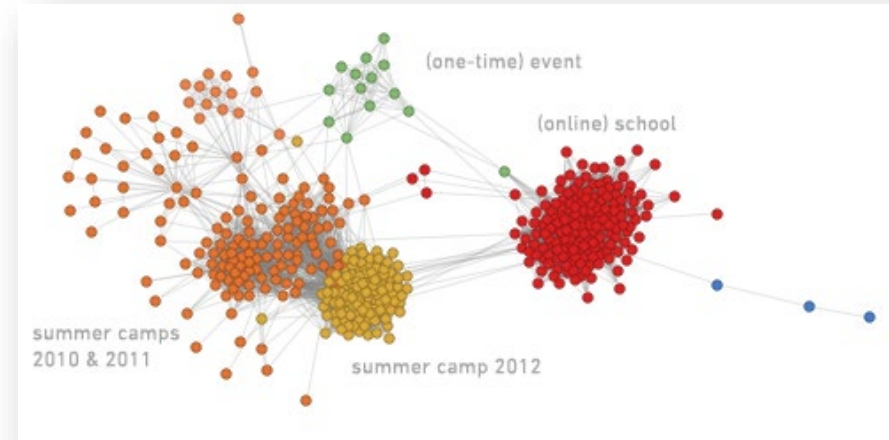 (one-time) event
(online) school
summer camps
2010 & 2011
summer camp 2012